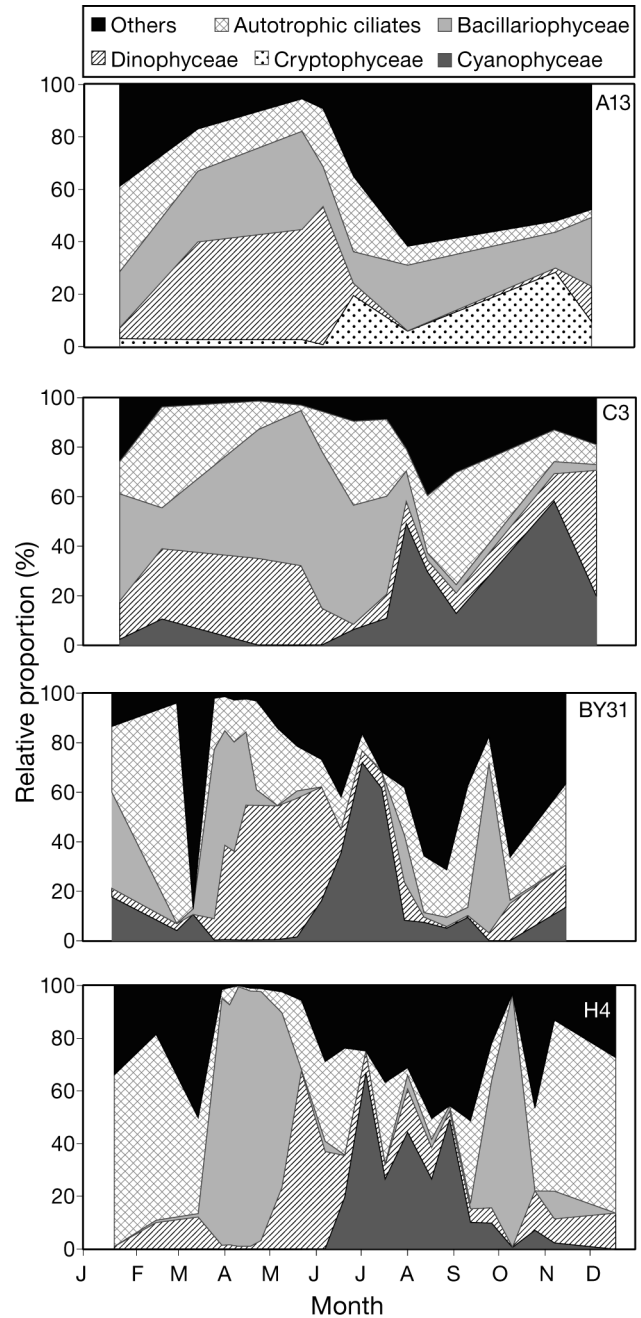 Others Autotrophic ciliates Bacillariophyceae
Dinophyceae Cryptophyceae Cyanophyceae
100
80
60
40
20
0
A13
100
80
60
40
20
0
C3
100
80
60
40
20
0
BY31
100
80
60
40
20
0
H4
Relative proportion (%)
J F M A M J J A S O N D
Month